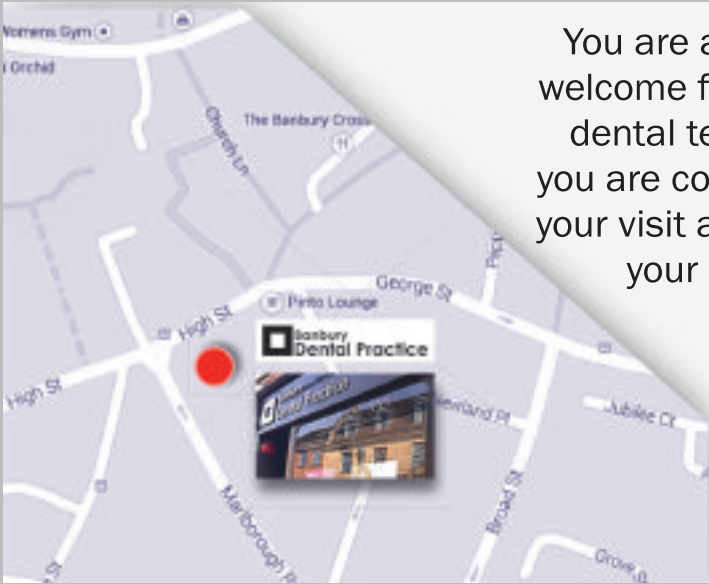 Womens Gym
Orchid
Church Ln
The Banbury Cross
You are a
welcome f
dental te
you are co
your visit a
your
George St
Pinto Lounge
High St
Banbury
Dental Practice
High St
Jubilee Ct
Broad St
Marlborough R
Grove